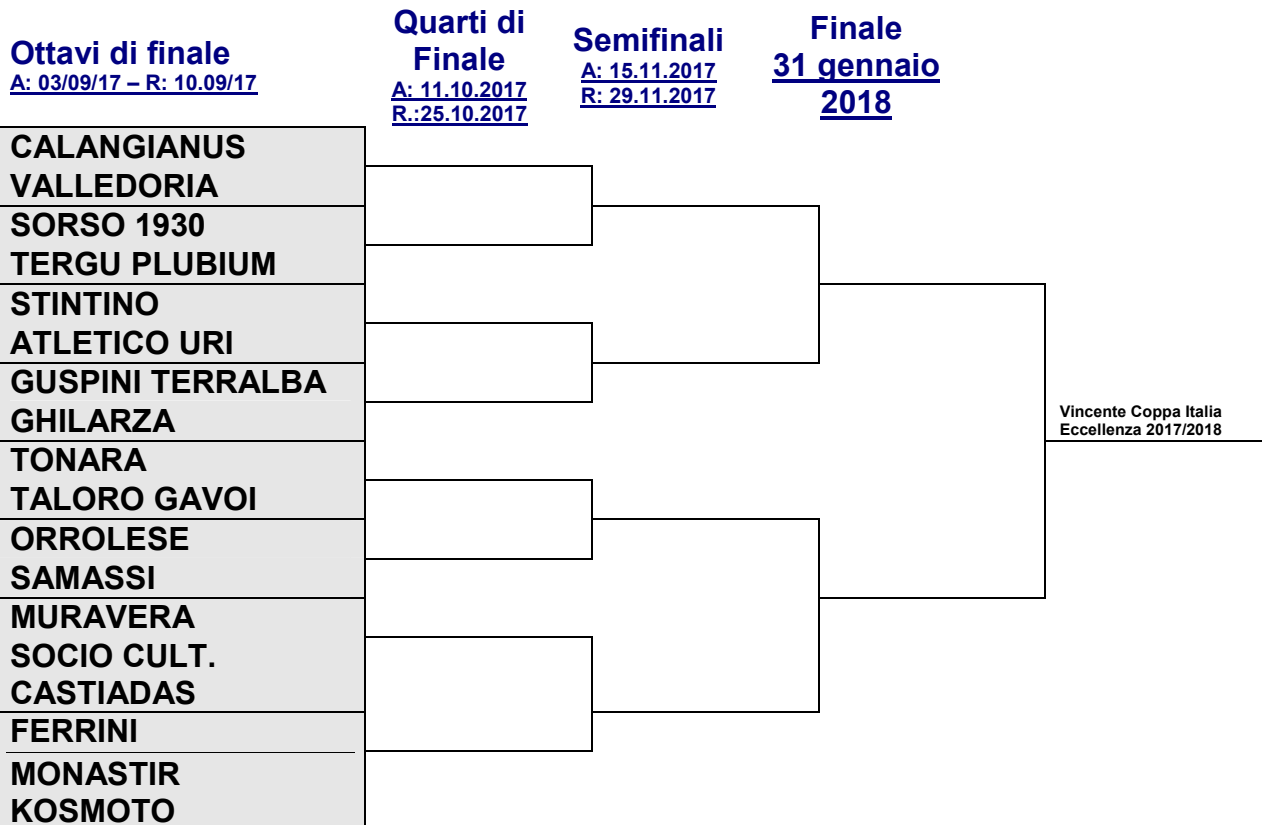 Ottavi di finale
A: 03/09/17 – R: 10.09/17
Quarti di
Finale
A: 11.10.2017
R.:25.10.2017
Semifinali
A: 15.11.2017
R: 29.11.2017
Finale
31 gennaio
2018
CALANGIANUS
VALLEDORIA
SORSO 1930
TERGU PLUBIUM
STINTINO
ATLETICO URI
GUSPINI TERRALBA
GHILARZA
TONARA
TALORO GAVOI
ORROLESE
SAMASSI
MURAVERA
SOCIO CULT.
CASTIADAS
FERRINI
MONASTIR
KOSMOTO
Vincente Coppa Italia
Eccellenza 2017/2018